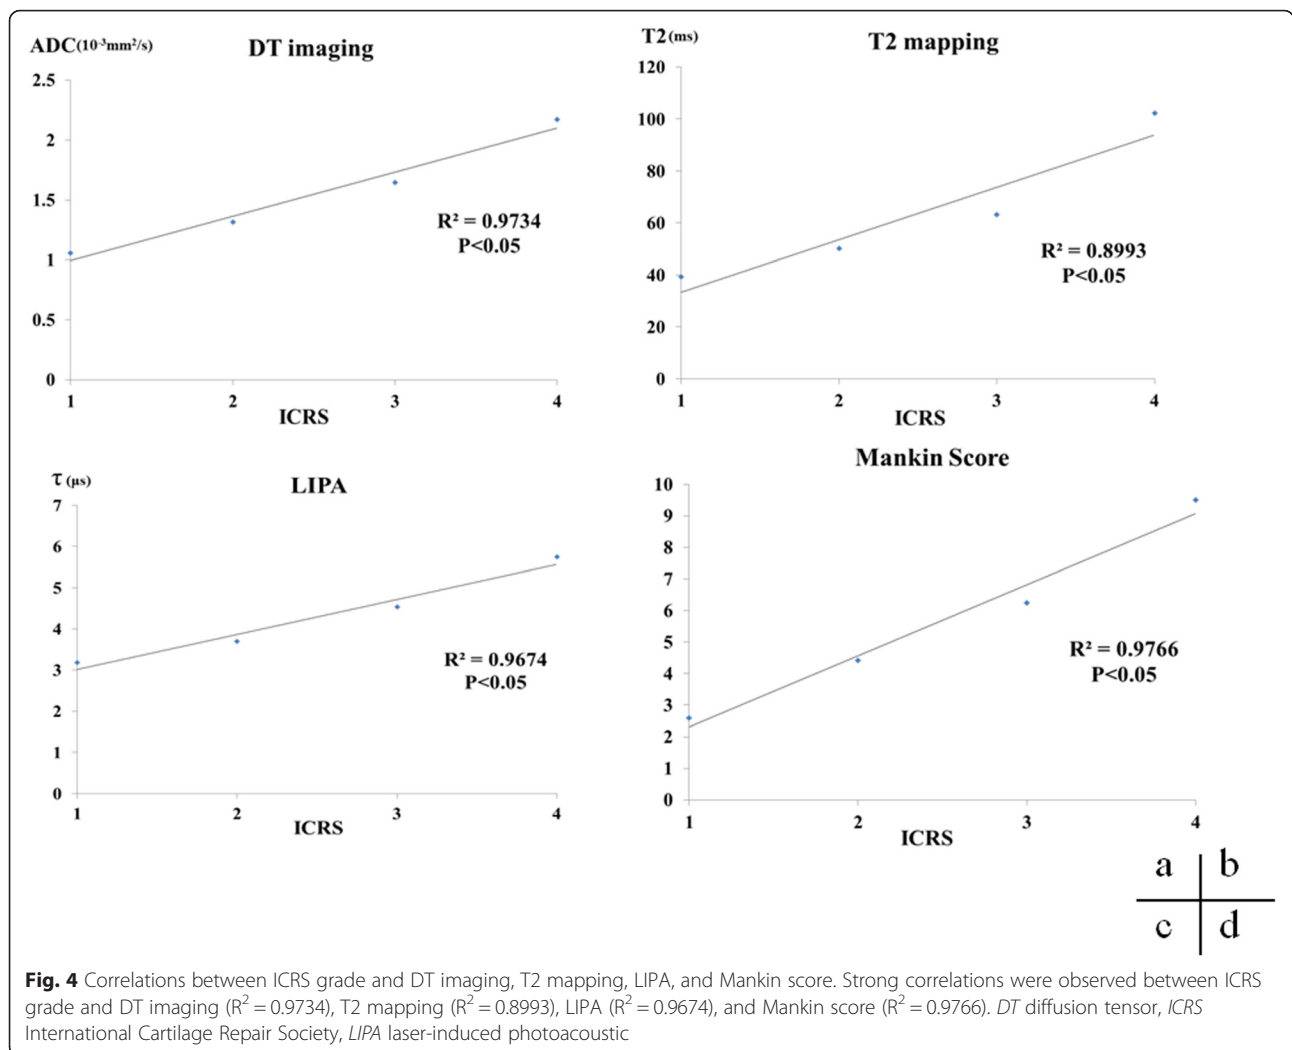 ADC(10⁻³mm²/s)
DT imaging
2.5
2
1.5
1
0.5
0
1 2 3 4
ICRS
R² = 0.9734
P<0.05
T2 (ms)
T2 mapping
120
100
80
60
40
20
0
1 2 3 4
ICRS
R² = 0.8993
P<0.05
τ (μs)
LIPA
7
6
5
4
3
2
1
0
1 2 3 4
ICRS
R² = 0.9674
P<0.05
Mankin Score
10
9
8
7
6
5
4
3
2
1
0
1 2 3 4
ICRS
R² = 0.9766
P<0.05
a b
c d
Fig. 4 Correlations between ICRS grade and DT imaging, T2 mapping, LIPA, and Mankin score. Strong correlations were observed between ICRS
grade and DT imaging (R² = 0.9734), T2 mapping (R² = 0.8993), LIPA (R² = 0.9674), and Mankin score (R² = 0.9766). DT diffusion tensor, ICRS
International Cartilage Repair Society, LIPA laser-induced photoacoustic